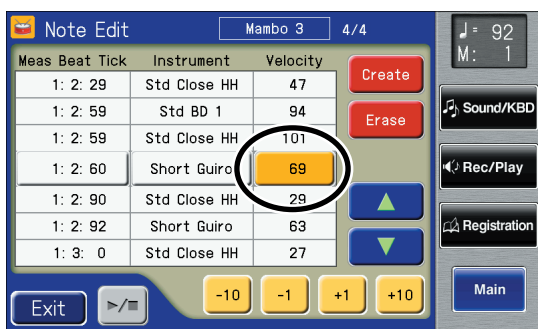 Note Edit Mambo 3 4/4 ♩= 92
M: 1
Meas Beat Tick Instrument Velocity
1: 2: 29 Std Close HH 47
1: 2: 59 Std BD 1 94
1: 2: 59 Std Close HH 101
1: 2: 60 Short Guiro 69
1: 2: 90 Std Close HH 29
1: 2: 92 Short Guiro 63
1: 3: 0 Std Close HH 27
Create
Erase
Exit
-10 -1 +1 +10
Sound/KBD
Rec/Play
Registration
Main